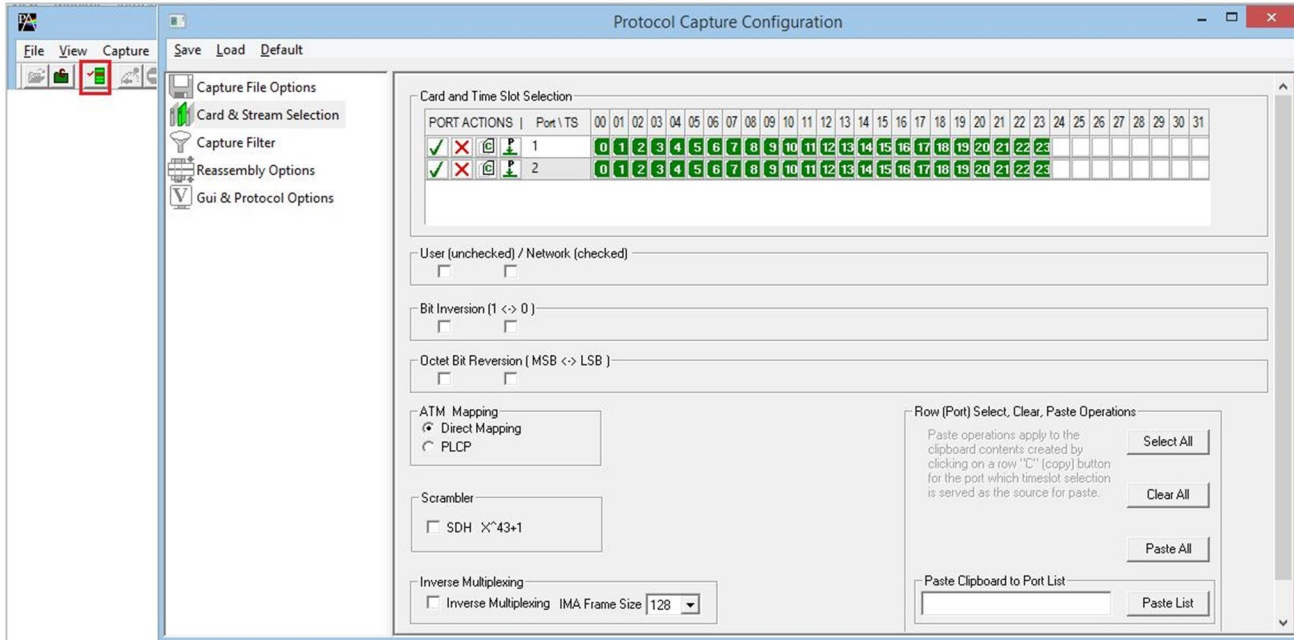 Protocol Capture Configuration
PA
File View Capture
Save Load Default
Capture File Options
Card & Stream Selection
Capture Filter
Reassembly Options
V Gui & Protocol Options
Card and Time Slot Selection
PORT ACTIONS | Port \ TS 00 01 02 03 04 05 06 07 08 09 10 11 12 13 14 15 16 17 18 19 20 21 22 23 24 25 26 27 28 29 30 31
C P 1 0 1 2 3 4 5 6 7 8 9 10 11 12 13 14 15 16 17 18 19 20 21 22 23
C P 2 0 1 2 3 4 5 6 7 8 9 10 11 12 13 14 15 16 17 18 19 20 21 22 23
User (unchecked) / Network (checked)
Bit Inversion (1 <-> 0 )
Octet Bit Reversion ( MSB <-> LSB )
ATM Mapping
Direct Mapping
PLCP
Scrambler
SDH X^43+1
Inverse Multiplexing
Inverse Multiplexing IMA Frame Size 128
Row (Port) Select, Clear, Paste Operations
Paste operations apply to the
clipboard contents created by
clicking on a row "C" (copy) button
for the port which timeslot selection
is served as the source for paste.
Select All
Clear All
Paste All
Paste Clipboard to Port List
Paste List